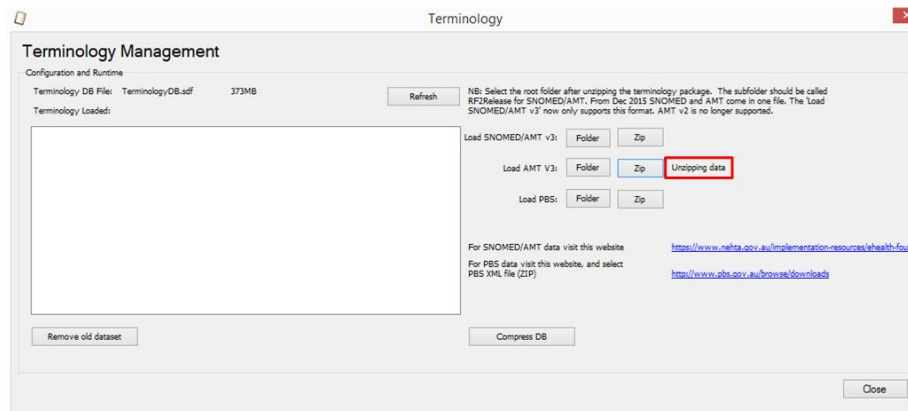 Terminology
Terminology Management
Configuration and Runtime
Terminology DB File: TerminologyDB.sdf 373MB
Refresh
Terminology Loaded:
NB: Select the root folder after unzipping the terminology package. The subfolder should be called
RF2Release for SNOMED/AMT. From Dec 2015 SNOMED and AMT come in one file. The 'Load
SNOMED/AMT v3' now only supports this format. AMT v2 is no longer supported.
Load SNOMED/AMT v3: Folder Zip
Load AMT V3: Folder Zip Unzipping data
Load PBS: Folder Zip
For SNOMED/AMT data visit this website https://www.nehta.gov.au/implementation-resources/ehealth-fou
For PBS data visit this website, and select
PBS XML file (ZIP) http://www.pbs.gov.au/browse/downloads
Remove old dataset
Compress DB
Close